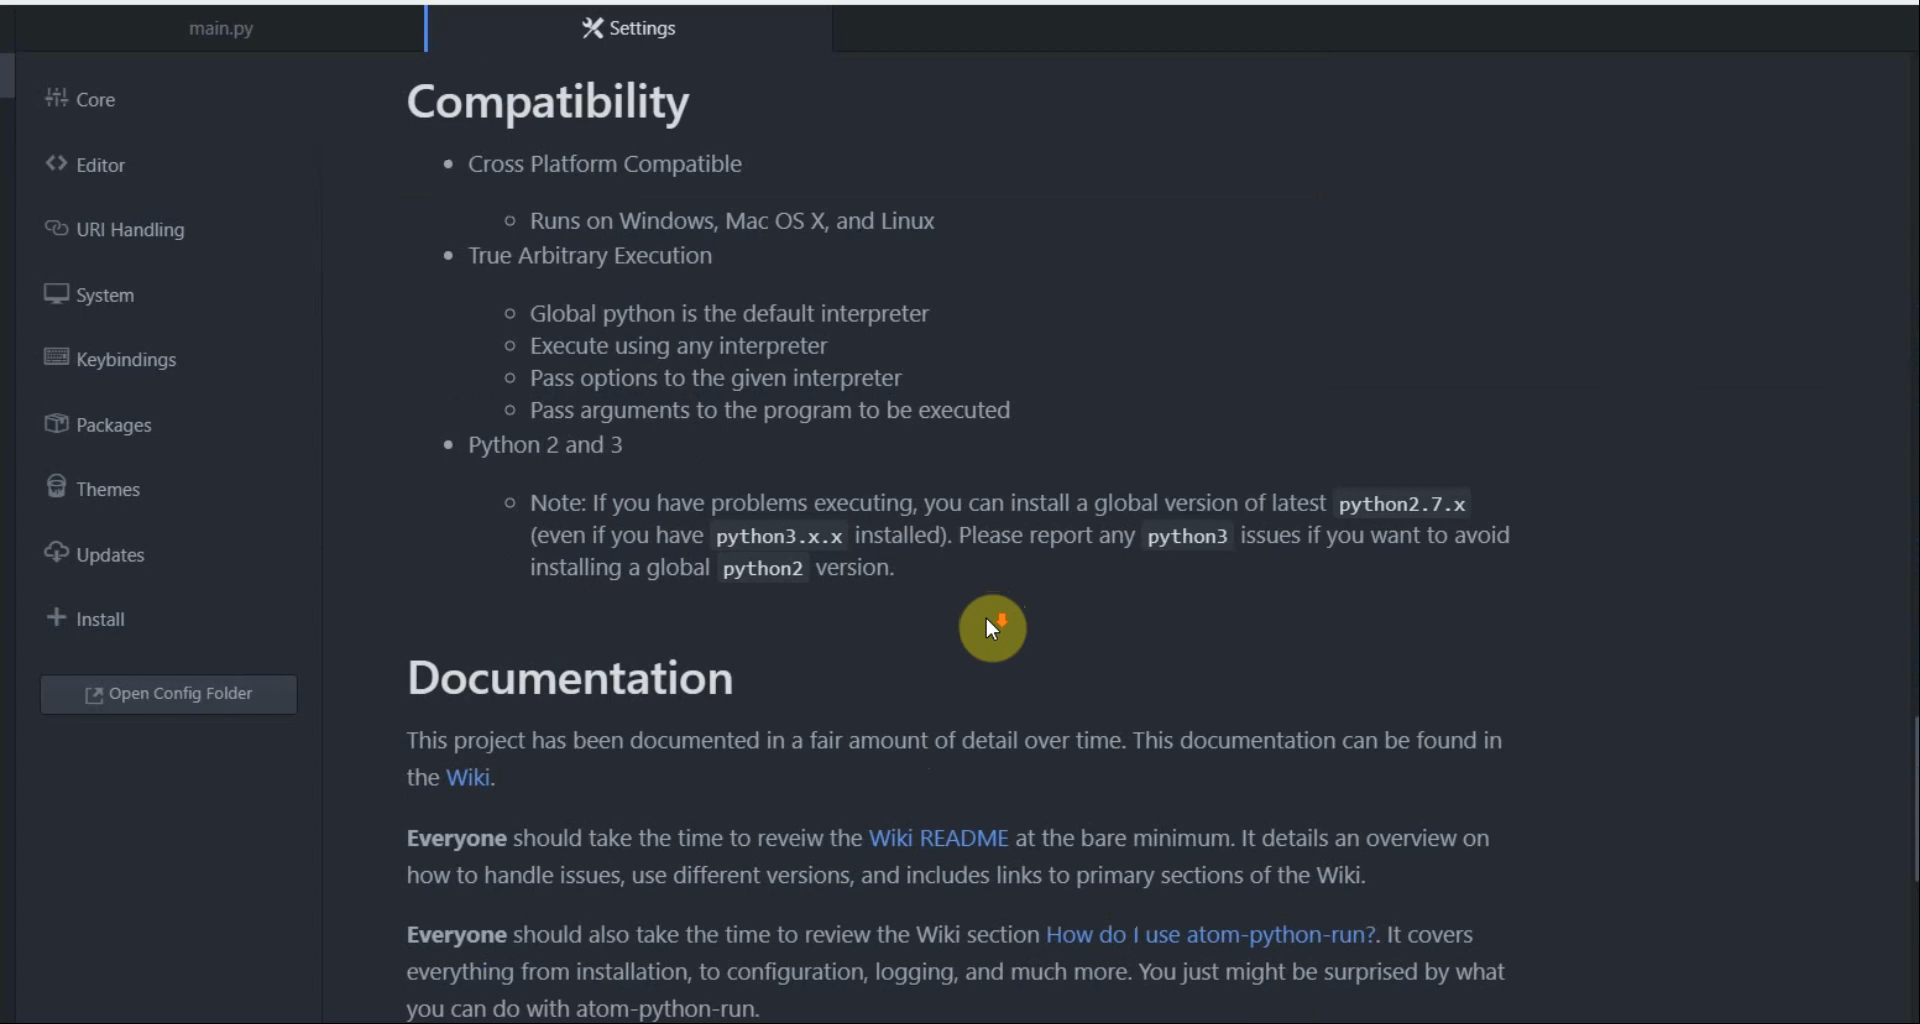 main.py
Settings
Core
Editor
URI Handling
System
Keybindings
Packages
Themes
Updates
Install
Open Config Folder
Compatibility
Cross Platform Compatible
Runs on Windows, Mac OS X, and Linux
True Arbitrary Execution
Global python is the default interpreter
Execute using any interpreter
Pass options to the given interpreter
Pass arguments to the program to be executed
Python 2 and 3
Note: If you have problems executing, you can install a global version of latest python2.7.x
(even if you have python3.x.x installed). Please report any python3 issues if you want to avoid
installing a global python2 version.
Documentation
This project has been documented in a fair amount of detail over time. This documentation can be found in
the Wiki.
Everyone should take the time to reveiw the Wiki README at the bare minimum. It details an overview on
how to handle issues, use different versions, and includes links to primary sections of the Wiki.
Everyone should also take the time to review the Wiki section How do I use atom-python-run?. It covers
everything from installation, to configuration, logging, and much more. You just might be surprised by what
you can do with atom-python-run.